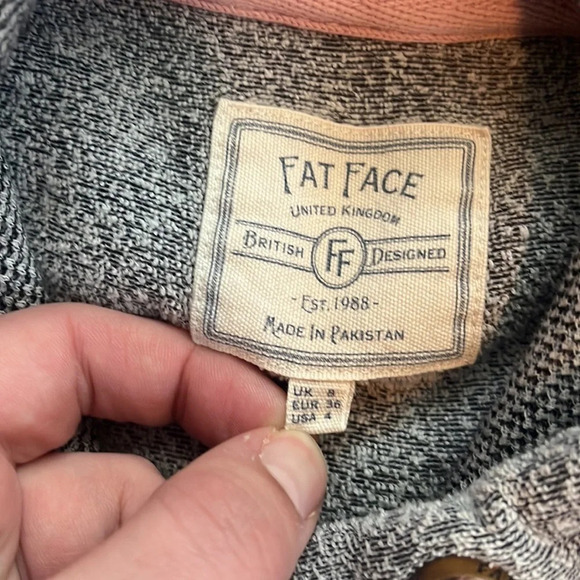 FAT FACE
UNITED KINGDOM
BRITISH FF DESIGNED
- EST. 1988 -
MADE IN PAKISTAN
UK 8
EUR 36
USA 4